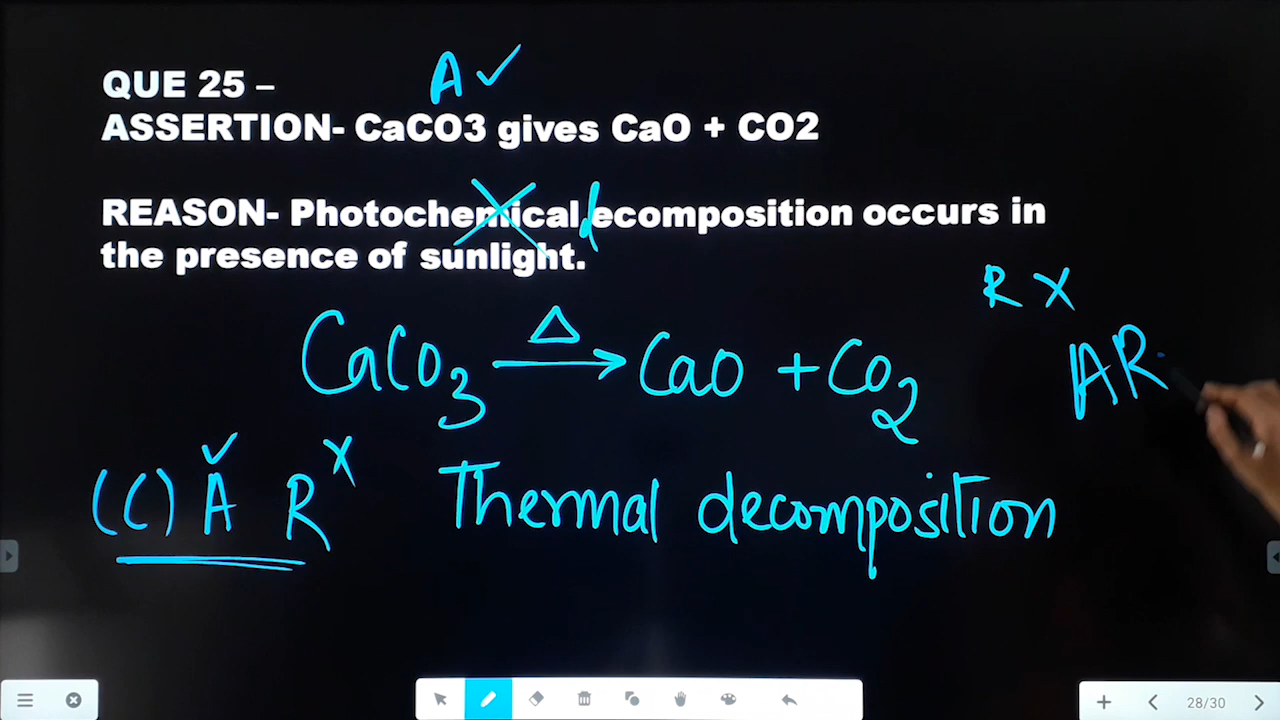 QUE 25 –
A ✓
ASSERTION- CaCO3 gives CaO + CO2
REASON- Photochemical decomposition occurs in
the presence of sunlight.
R X
CaCO3 →Δ CaO + CO2
AR
(C) A ✓ R X
Thermal decomposition
28/30